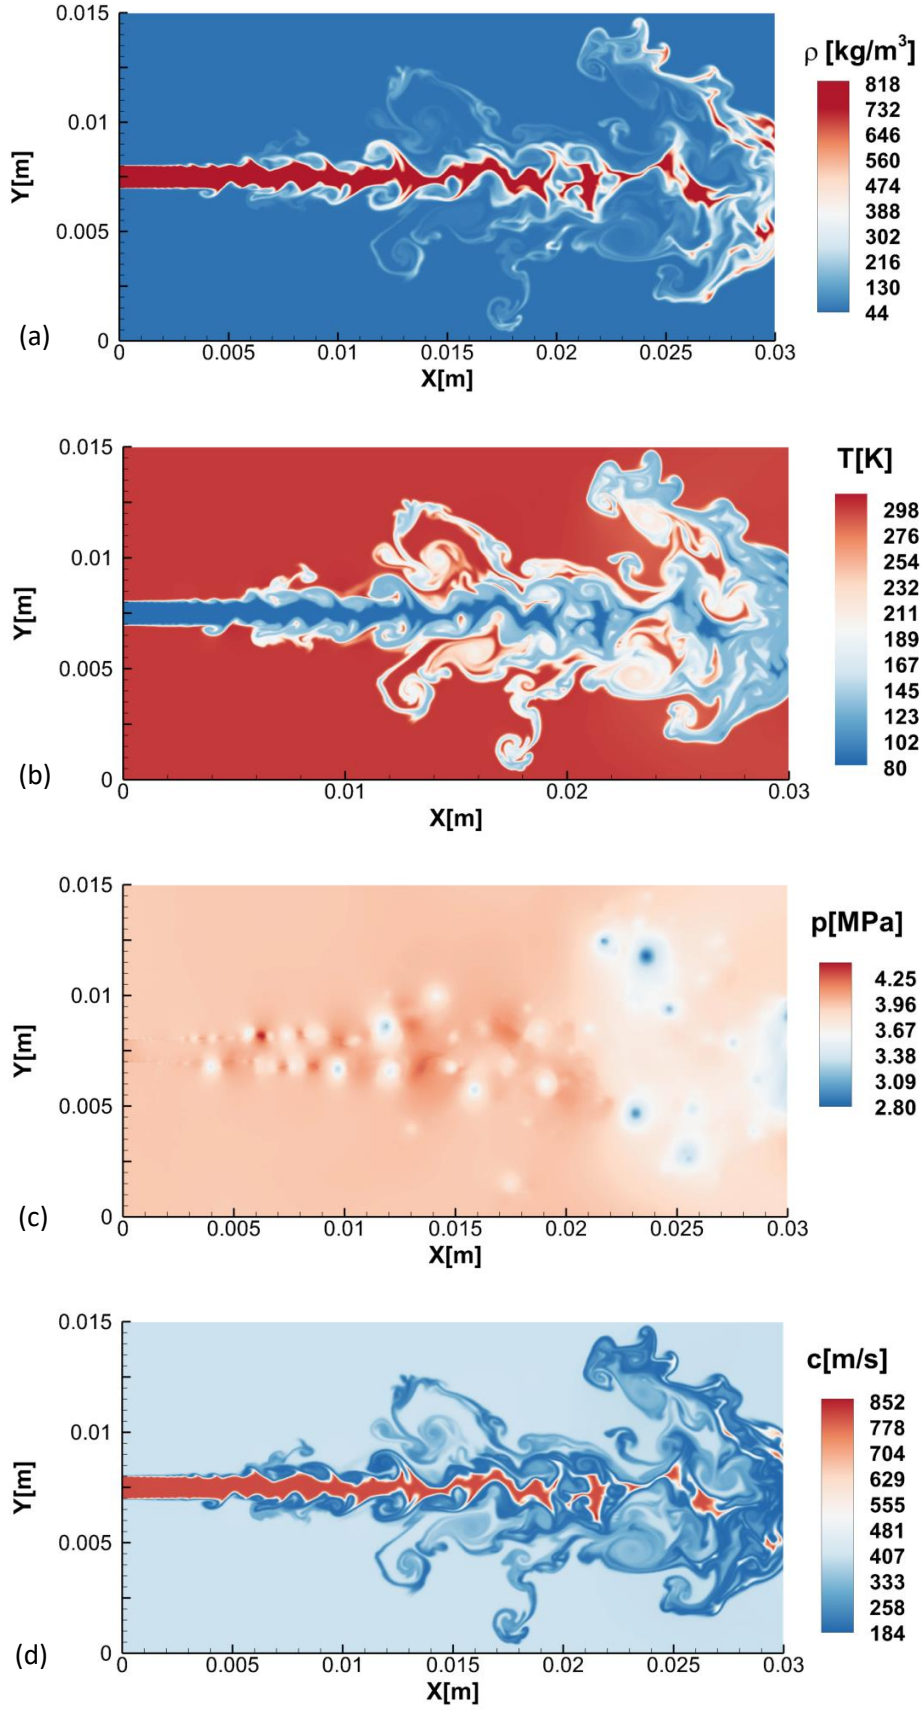 0.015
0.01
0.005
0
Y[m]
0 0.005 0.01 0.015 0.02 0.025 0.03
X[m]
ρ [kg/m³]
818
732
646
560
474
388
302
216
130
44
(a)
0.015
0.01
0.005
0
Y[m]
0 0.01 0.02 0.03
X[m]
T[K]
298
276
254
232
211
189
167
145
123
102
80
(b)
0.015
0.01
0.005
0
Y[m]
0 0.005 0.01 0.015 0.02 0.025 0.03
X[m]
p[MPa]
4.25
3.96
3.67
3.38
3.09
2.80
(c)
0.015
0.01
0.005
0
Y[m]
0 0.005 0.01 0.015 0.02 0.025 0.03
X[m]
c[m/s]
852
778
704
629
555
481
407
333
258
184
(d)